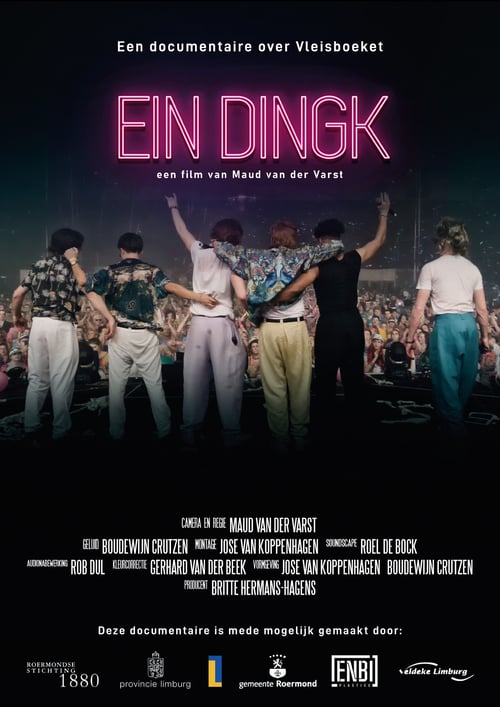 Een documentaire over Vleisboeket
EIN DINGK
een film van Maud van der Varst
CAMERA EN REGIE MAUD VAN DER VARST
GELUID BOUDEWIJN CRUTZEN MONTAGE JOSE VAN KOPPENHAGEN SOUNDSCAPE ROEL DE BOCK
AUDIONABEWERKING ROB DUL KLEURCORRECTIE GERHARD VAN DER BEEK VORMGEVING JOSE VAN KOPPENHAGEN BOUDEWIJN CRUTZEN
PRODUCENT BRITTE HERMANS-HAGENS
Deze documentaire is mede mogelijk gemaakt door:
ROERMONDSE
STICHTING
1880
provincie limburg
L
gemeente Roermond
ENBI
PLASTICS
Veldeke Limburg